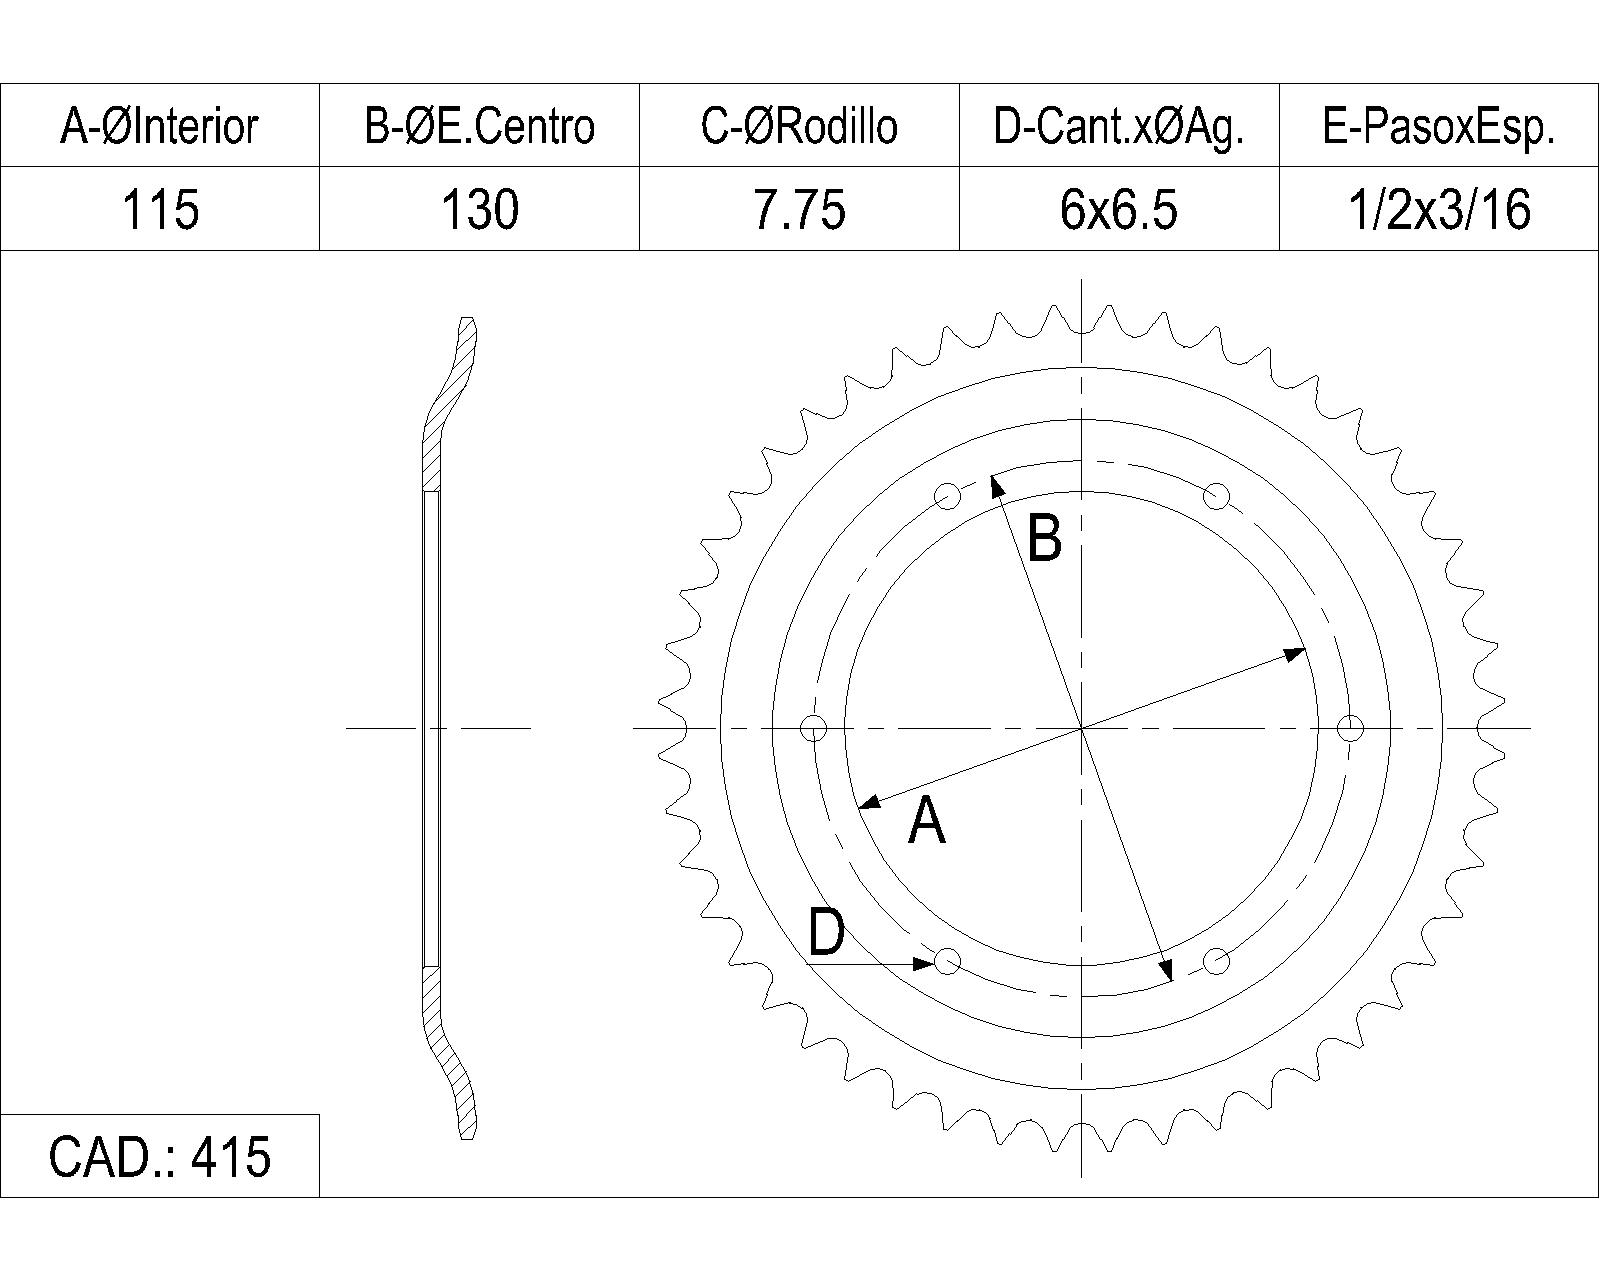 A-ØInterior B-ØE.Centro C-ØRodillo D-Cant.xØAg. E-PasoxEsp.
115 130 7.75 6x6.5 1/2x3/16
B
A
D
CAD.: 415